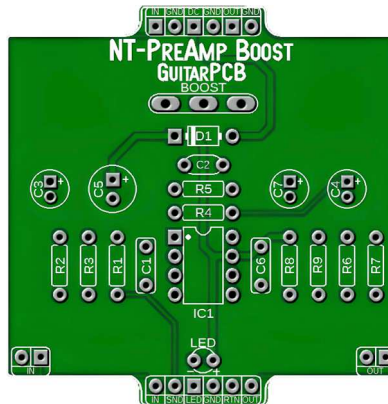 IN GND DC GND OUT GND
NT-PREAMP BOOST
GUITARPCB
BOOST
D1
C2
C3 + C5 + R5 C7 + C4 +
R4
R2 R3 R1 C1 C6 R8 R9 R6 R7
IC1
LED
- +
IN OUT
IN SND LED GND RTN OUT